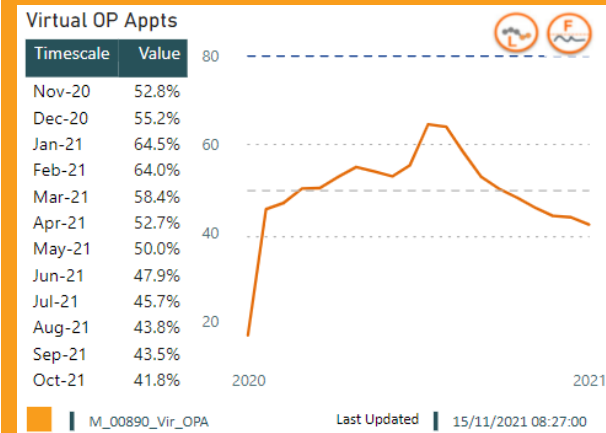 Virtual OP Appts
L F
Timescale Value
Nov-20 52.8%
Dec-20 55.2%
Jan-21 64.5%
Feb-21 64.0%
Mar-21 58.4%
Apr-21 52.7%
May-21 50.0%
Jun-21 47.9%
Jul-21 45.7%
Aug-21 43.8%
Sep-21 43.5%
Oct-21 41.8%
80
60
40
20
2020 2021
M_00890_Vir_OPA Last Updated 15/11/2021 08:27:00